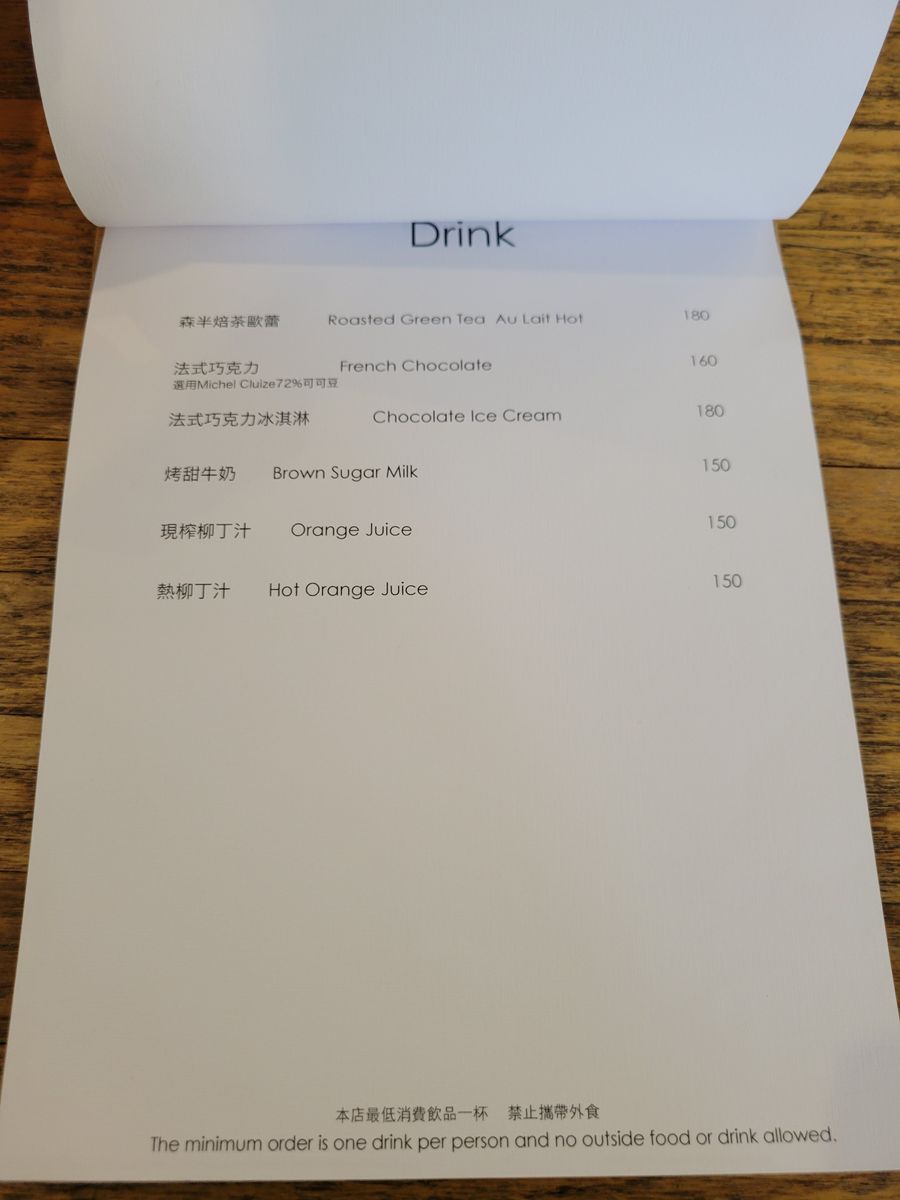 Drink
森半焙茶歐蕾 Roasted Green Tea Au Lait Hot 180
法式巧克力 French Chocolate 160
選用Michel Cluize72%可可豆
法式巧克力冰淇淋 Chocolate Ice Cream 180
烤甜牛奶 Brown Sugar Milk 150
現榨柳丁汁 Orange Juice 150
熱柳丁汁 Hot Orange Juice 150
本店最低消費飲品一杯 禁止攜帶外食
The minimum order is one drink per person and no outside food or drink allowed.